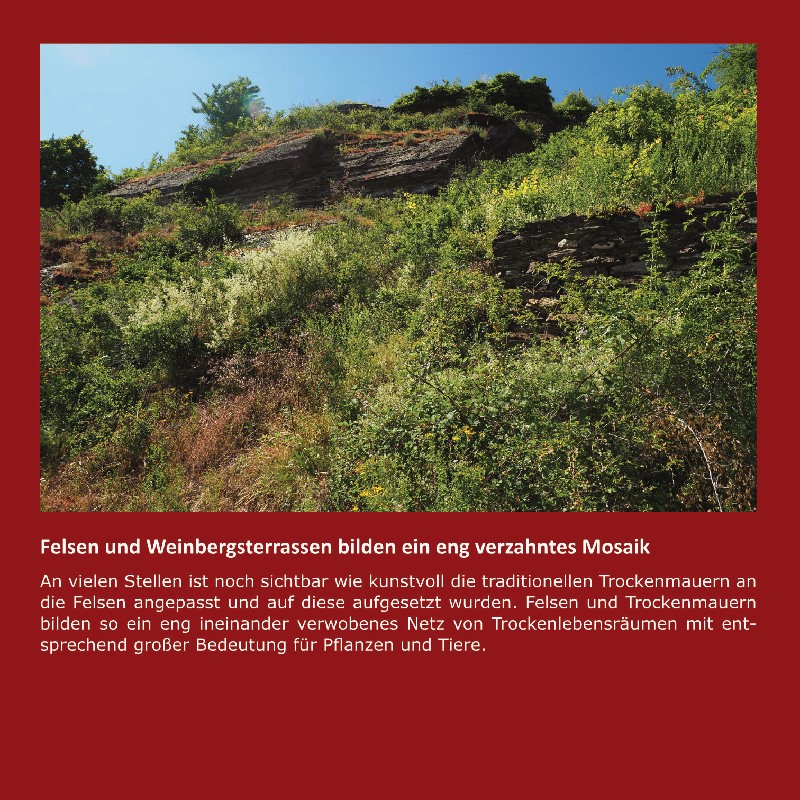 Felsen und Weinbergsterrassen bilden ein eng verzahntes Mosaik
An vielen Stellen ist noch sichtbar wie kunstvoll die traditionellen Trockenmauern an
die Felsen angepasst und auf diese aufgesetzt wurden. Felsen und Trockenmauern
bilden so ein eng ineinander verwobenes Netz von Trockenlebensräumen mit ent-
sprechend großer Bedeutung für Pflanzen und Tiere.